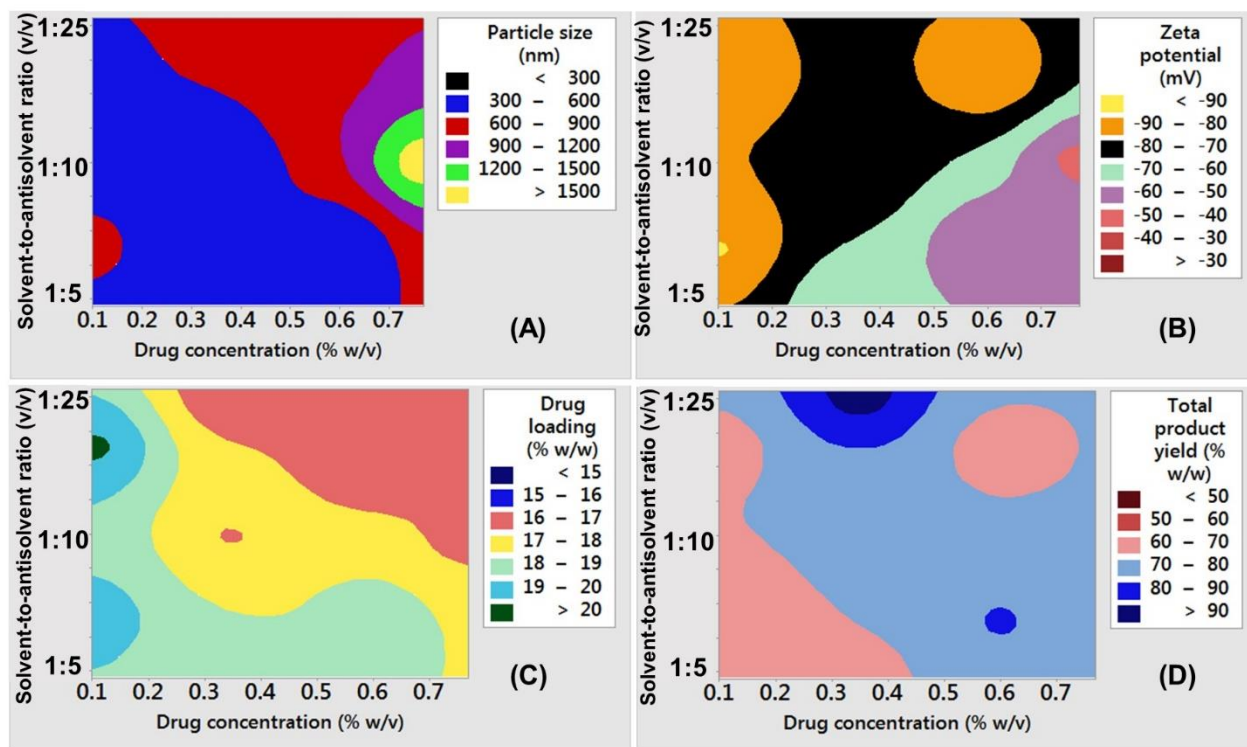 Solvent-to-antisolvent ratio (v/v)
1:25
1:10
1:5
0.1 0.2 0.3 0.4 0.5 0.6 0.7
Drug concentration (% w/v)
Particle size
(nm)
< 300
300 – 600
600 – 900
900 – 1200
1200 – 1500
> 1500
(A)
Solvent-to-antisolvent ratio (v/v)
1:25
1:10
1:5
0.1 0.2 0.3 0.4 0.5 0.6 0.7
Drug concentration (% w/v)
Zeta
potential
(mV)
< -90
-90 – -80
-80 – -70
-70 – -60
-60 – -50
-50 – -40
-40 – -30
> -30
(B)
Solvent-to-antisolvent ratio (v/v)
1:25
1:10
1:5
0.1 0.2 0.3 0.4 0.5 0.6 0.7
Drug concentration (% w/v)
Drug
loading
(% w/w)
< 15
15 – 16
16 – 17
17 – 18
18 – 19
19 – 20
> 20
(C)
Solvent-to-antisolvent ratio (v/v)
1:25
1:10
1:5
0.1 0.2 0.3 0.4 0.5 0.6 0.7
Drug concentration (% w/v)
Total
product
yield (%
w/w)
< 50
50 – 60
60 – 70
70 – 80
80 – 90
> 90
(D)